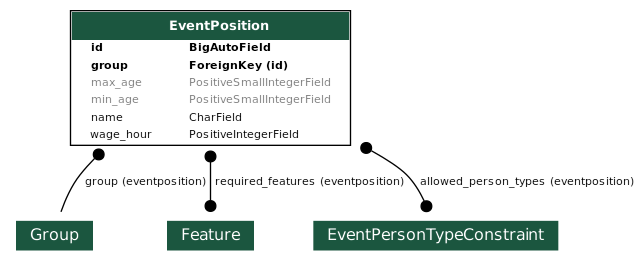 EventPosition
id BigAutoField
group ForeignKey (id)
max_age PositiveSmallIntegerField
min_age PositiveSmallIntegerField
name CharField
wage_hour PositiveIntegerField
group (eventposition) required_features (eventposition) allowed_person_types (eventposition)
Group Feature EventPersonTypeConstraint